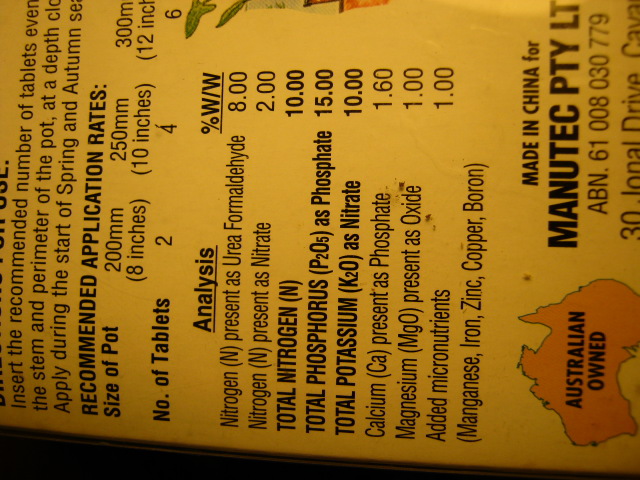 Insert the recommended number of tablets
the stem and perimeter of the pot, at a depth
Apply during the start of Spring and Autumn
RECOMMENDED APPLICATION RATES:
Size of Pot 200mm 250mm 300m
(8 inches) (10 inches) (12 inch
No. of Tablets 2 4 6
Analysis %W/W
Nitrogen (N) present as Urea Formaldehyde 8.00
Nitrogen (N) present as Nitrate 2.00
TOTAL NITROGEN (N) 10.00
TOTAL PHOSPHORUS (P2O5) as Phosphate 15.00
TOTAL POTASSIUM (K2O) as Nitrate 10.00
Calcium (Ca) present as Phosphate 1.60
Magnesium (MgO) present as Oxide 1.00
Added micronutrients 1.00
(Manganese, Iron, Zinc, Copper, Boron)
MADE IN CHINA for
MANUTEC PTY LT
ABN. 61 008 030 779
30 Jonal Drive, Cavan
AUSTRALIAN
OWNED